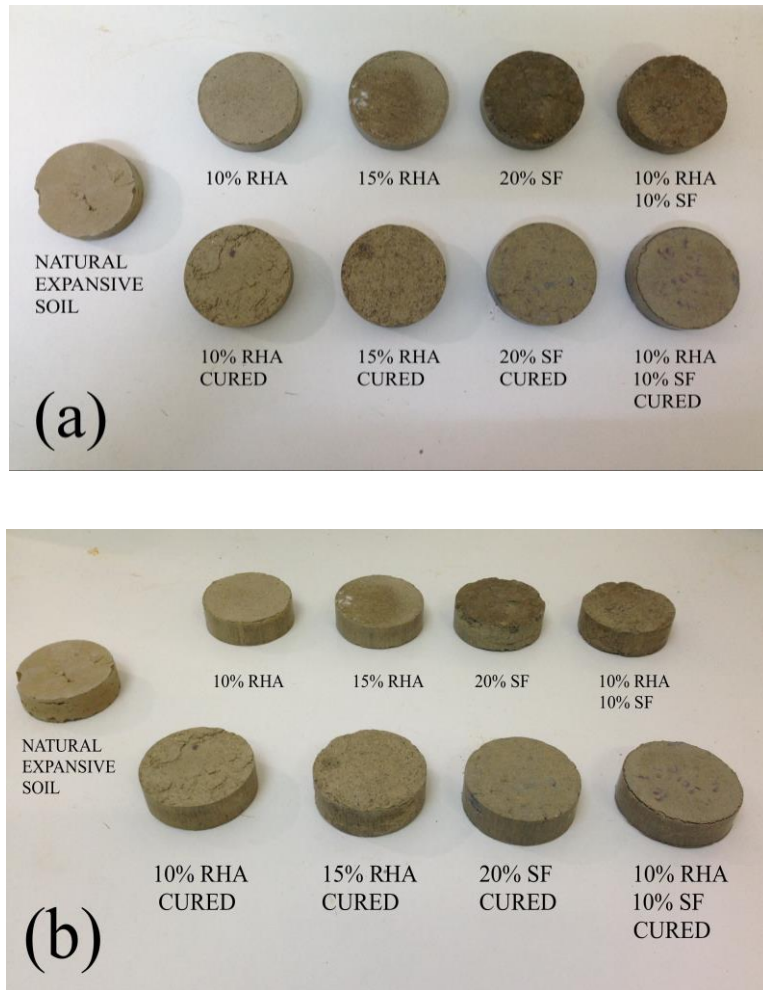 10% RHA
15% RHA
20% SF
10% RHA
10% SF
NATURAL
EXPANSIVE
SOIL
10% RHA
CURED
15% RHA
CURED
20% SF
CURED
10% RHA
10% SF
CURED
(a)
10% RHA
15% RHA
20% SF
10% RHA
10% SF
NATURAL
EXPANSIVE
SOIL
10% RHA
CURED
15% RHA
CURED
20% SF
CURED
10% RHA
10% SF
CURED
(b)